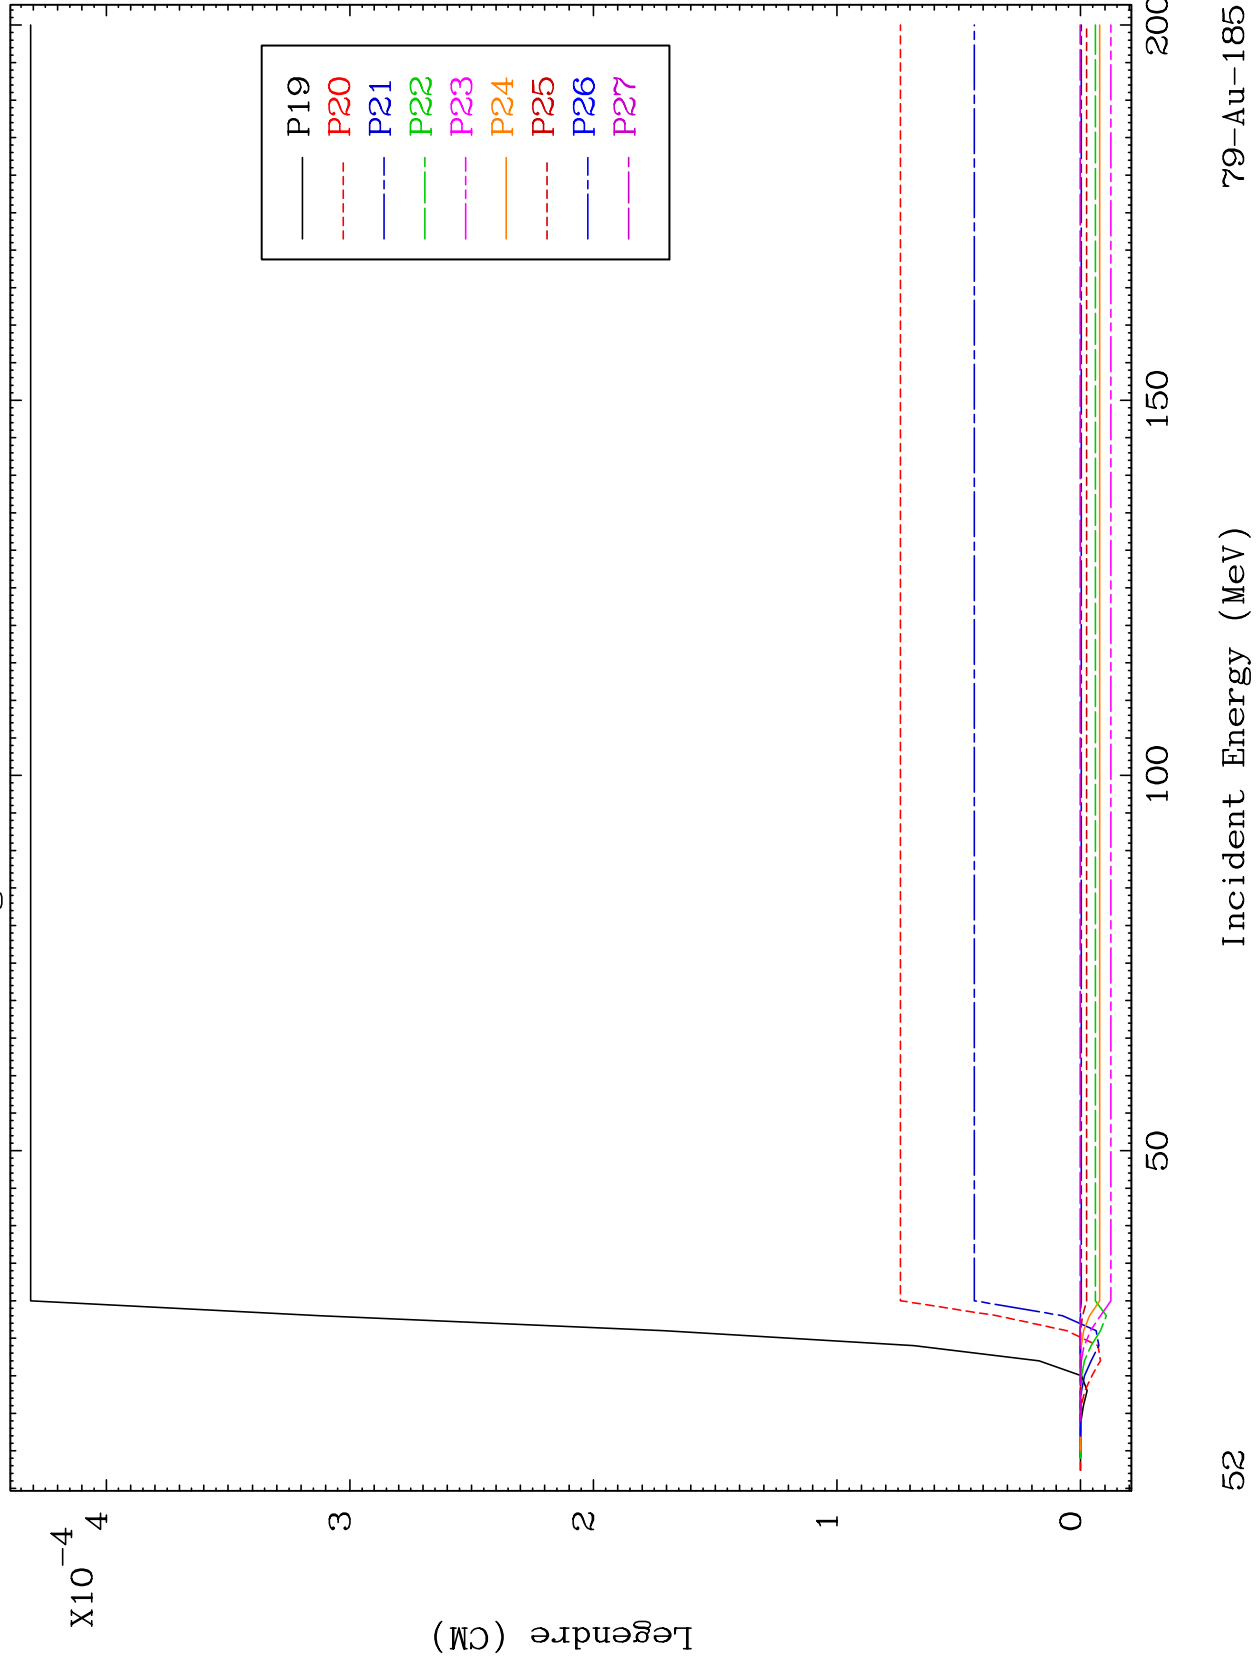 X10-4
4
3
2
1
0
Legendre (CM)
P19
P20
P21
P22
P23
P24
P25
P26
P27
50
100
150
200
Incident Energy (MeV)
52
79-Au-185